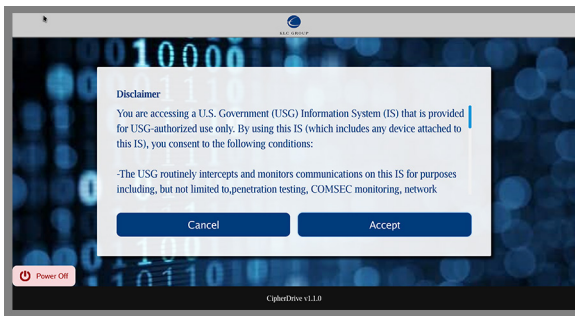 KLC GROUP
Disclaimer
You are accessing a U.S. Government (USG) Information System (IS) that is provided
for USG-authorized use only. By using this IS (which includes any device attached to
this IS), you consent to the following conditions:
-The USG routinely intercepts and monitors communications on this IS for purposes
including, but not limited to,penetration testing, COMSEC monitoring, network
Cancel
Accept
Power Off
CipherDrive v1.1.0